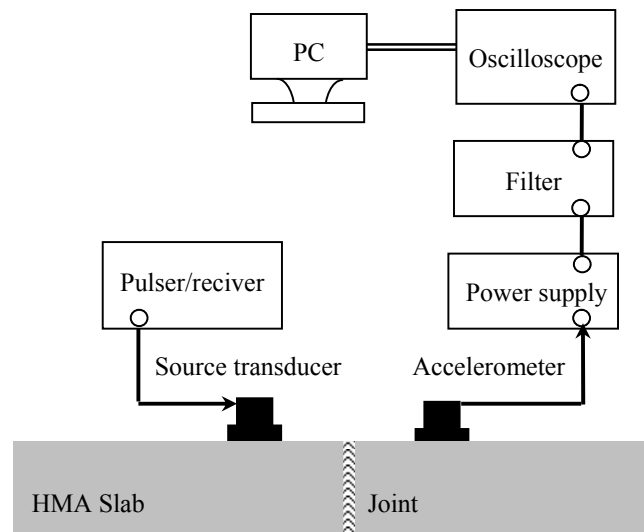 PC
Oscilloscope
Filter
Pulser/reciver
Power supply
Source transducer
Accelerometer
HMA Slab
Joint